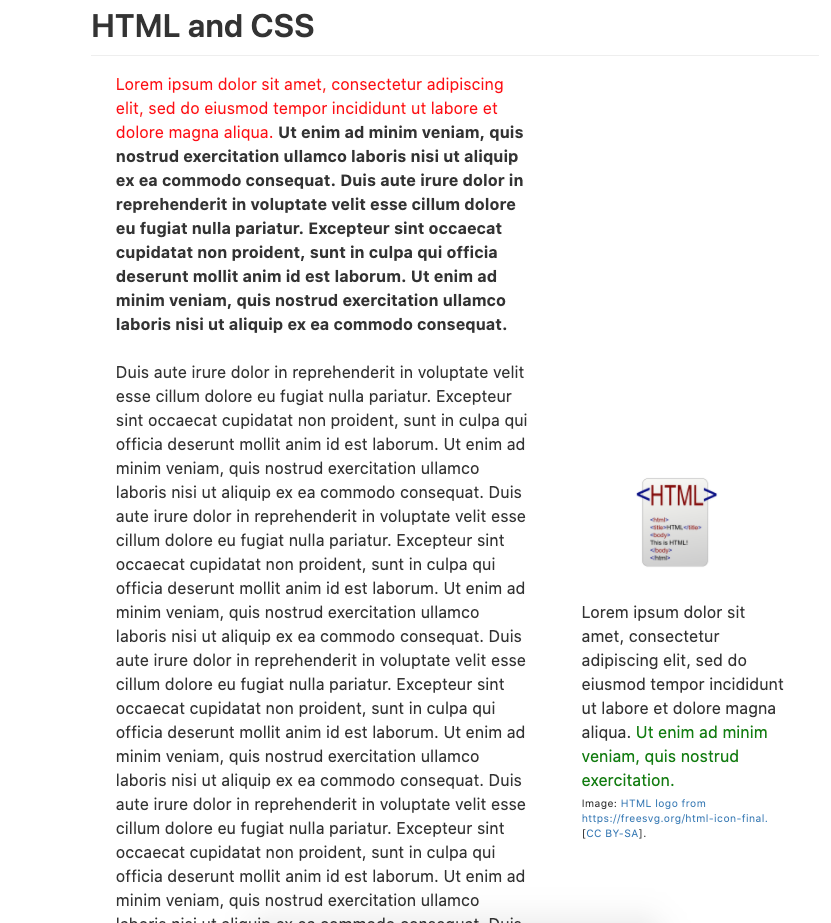 HTML and CSS
Lorem ipsum dolor sit amet, consectetur adipiscing
elit, sed do eiusmod tempor incididunt ut labore et
dolore magna aliqua. Ut enim ad minim veniam, quis
nostrud exercitation ullamco laboris nisi ut aliquip
ex ea commodo consequat. Duis aute irure dolor in
reprehenderit in voluptate velit esse cillum dolore
eu fugiat nulla pariatur. Excepteur sint occaecat
cupidatat non proident, sunt in culpa qui officia
deserunt mollit anim id est laborum. Ut enim ad
minim veniam, quis nostrud exercitation ullamco
laboris nisi ut aliquip ex ea commodo consequat.
Duis aute irure dolor in reprehenderit in voluptate velit
esse cillum dolore eu fugiat nulla pariatur. Excepteur
sint occaecat cupidatat non proident, sunt in culpa qui
officia deserunt mollit anim id est laborum. Ut enim ad
minim veniam, quis nostrud exercitation ullamco
laboris nisi ut aliquip ex ea commodo consequat. Duis
aute irure dolor in reprehenderit in voluptate velit esse
cillum dolore eu fugiat nulla pariatur. Excepteur sint
occaecat cupidatat non proident, sunt in culpa qui
officia deserunt mollit anim id est laborum. Ut enim ad
minim veniam, quis nostrud exercitation ullamco
laboris nisi ut aliquip ex ea commodo consequat. Duis
aute irure dolor in reprehenderit in voluptate velit esse
cillum dolore eu fugiat nulla pariatur. Excepteur sint
occaecat cupidatat non proident, sunt in culpa qui
officia deserunt mollit anim id est laborum. Ut enim ad
minim veniam, quis nostrud exercitation ullamco
laboris nisi ut aliquip ex ea commodo consequat. Duis
aute irure dolor in reprehenderit in voluptate velit esse
cillum dolore eu fugiat nulla pariatur. Excepteur sint
occaecat cupidatat non proident, sunt in culpa qui
officia deserunt mollit anim id est laborum. Ut enim ad
minim veniam, quis nostrud exercitation ullamco
laboris nisi ut aliquip ex ea commodo consequat. Duis
<HTML>
<html>
<title>HTML</title>
<body>
This is HTML!
</body>
</html>
Lorem ipsum dolor sit
amet, consectetur
adipiscing elit, sed do
eiusmod tempor incididunt
ut labore et dolore magna
aliqua. Ut enim ad minim
veniam, quis nostrud
exercitation.
Image: HTML logo from
https://freesvg.org/html-icon-final.
[CC BY-SA].